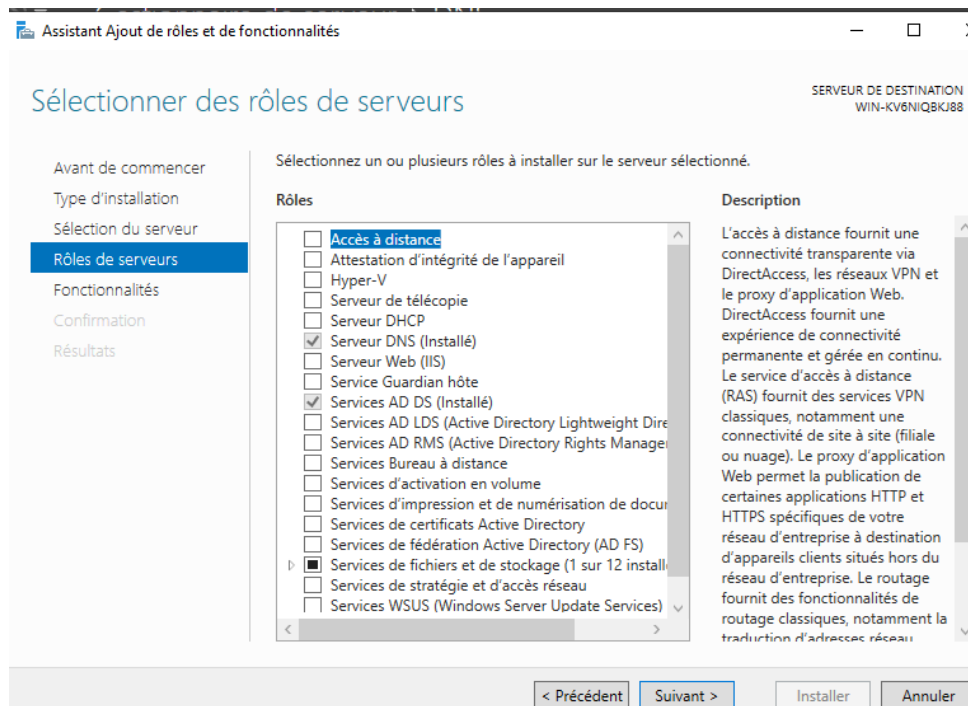 Assistant Ajout de rôles et de fonctionnalités
Sélectionner des rôles de serveurs
SERVEUR DE DESTINATION
WIN-KV6NIQBKJ88
Avant de commencer
Type d'installation
Sélection du serveur
Rôles de serveurs
Fonctionnalités
Confirmation
Résultats
Sélectionnez un ou plusieurs rôles à installer sur le serveur sélectionné.
Rôles
Accès à distance
Attestation d'intégrité de l'appareil
Hyper-V
Serveur de télécopie
Serveur DHCP
Serveur DNS (Installé)
Serveur Web (IIS)
Service Guardian hôte
Services AD DS (Installé)
Services AD LDS (Active Directory Lightweight Dire
Services AD RMS (Active Directory Rights Manage
Services Bureau à distance
Services d'activation en volume
Services d'impression et de numérisation de docu
Services de certificats Active Directory
Services de fédération Active Directory (AD FS)
Services de fichiers et de stockage (1 sur 12 install
Services de stratégie et d'accès réseau
Services WSUS (Windows Server Update Services)
Description
L'accès à distance fournit une
connectivité transparente via
DirectAccess, les réseaux VPN et
le proxy d'application Web.
DirectAccess fournit une
expérience de connectivité
permanente et gérée en continu.
Le service d'accès à distance
(RAS) fournit des services VPN
classiques, notamment une
connectivité de site à site (filiale
ou nuage). Le proxy d'application
Web permet la publication de
certaines applications HTTP et
HTTPS spécifiques de votre
réseau d'entreprise à destination
d'appareils clients situés hors du
réseau d'entreprise. Le routage
fournit des fonctionnalités de
routage classiques, notamment la
traduction d'adresses réseau
< Précédent
Suivant >
Installer
Annuler